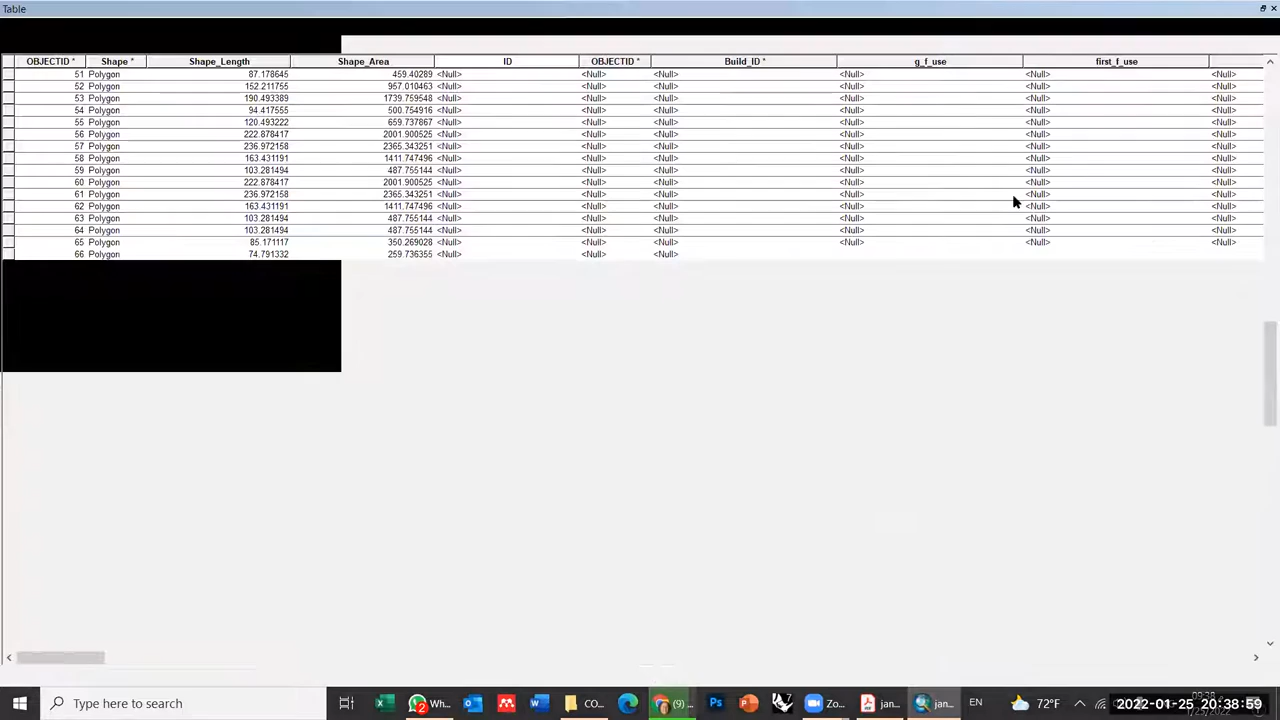 Table
OBJECTID * Shape * Shape_Length Shape_Area ID OBJECTID * Build_ID * g_f_use first_f_use
51 Polygon 87.178645 459.40289 <Null> <Null> <Null> <Null> <Null> <Null>
52 Polygon 152.211755 957.010463 <Null> <Null> <Null> <Null> <Null> <Null>
53 Polygon 190.493389 1739.759548 <Null> <Null> <Null> <Null> <Null> <Null>
54 Polygon 94.417555 500.754916 <Null> <Null> <Null> <Null> <Null> <Null>
55 Polygon 120.493222 659.737867 <Null> <Null> <Null> <Null> <Null> <Null>
56 Polygon 222.878417 2001.900525 <Null> <Null> <Null> <Null> <Null> <Null>
57 Polygon 236.972158 2365.343251 <Null> <Null> <Null> <Null> <Null> <Null>
58 Polygon 163.431191 1411.747496 <Null> <Null> <Null> <Null> <Null> <Null>
59 Polygon 103.281494 487.755144 <Null> <Null> <Null> <Null> <Null> <Null>
60 Polygon 222.878417 2001.900525 <Null> <Null> <Null> <Null> <Null> <Null>
61 Polygon 236.972158 2365.343251 <Null> <Null> <Null> <Null> <Null> <Null>
62 Polygon 163.431191 1411.747496 <Null> <Null> <Null> <Null> <Null> <Null>
63 Polygon 103.281494 487.755144 <Null> <Null> <Null> <Null> <Null> <Null>
64 Polygon 103.281494 487.755144 <Null> <Null> <Null> <Null> <Null> <Null>
65 Polygon 85.171117 350.269028 <Null> <Null> <Null> <Null> <Null> <Null>
66 Polygon 74.791332 259.736355 <Null> <Null> <Null>
Type here to search Wh... CO... (9) ... Zo... jan... jan... EN 72°F 2022-01-25 20:38:59